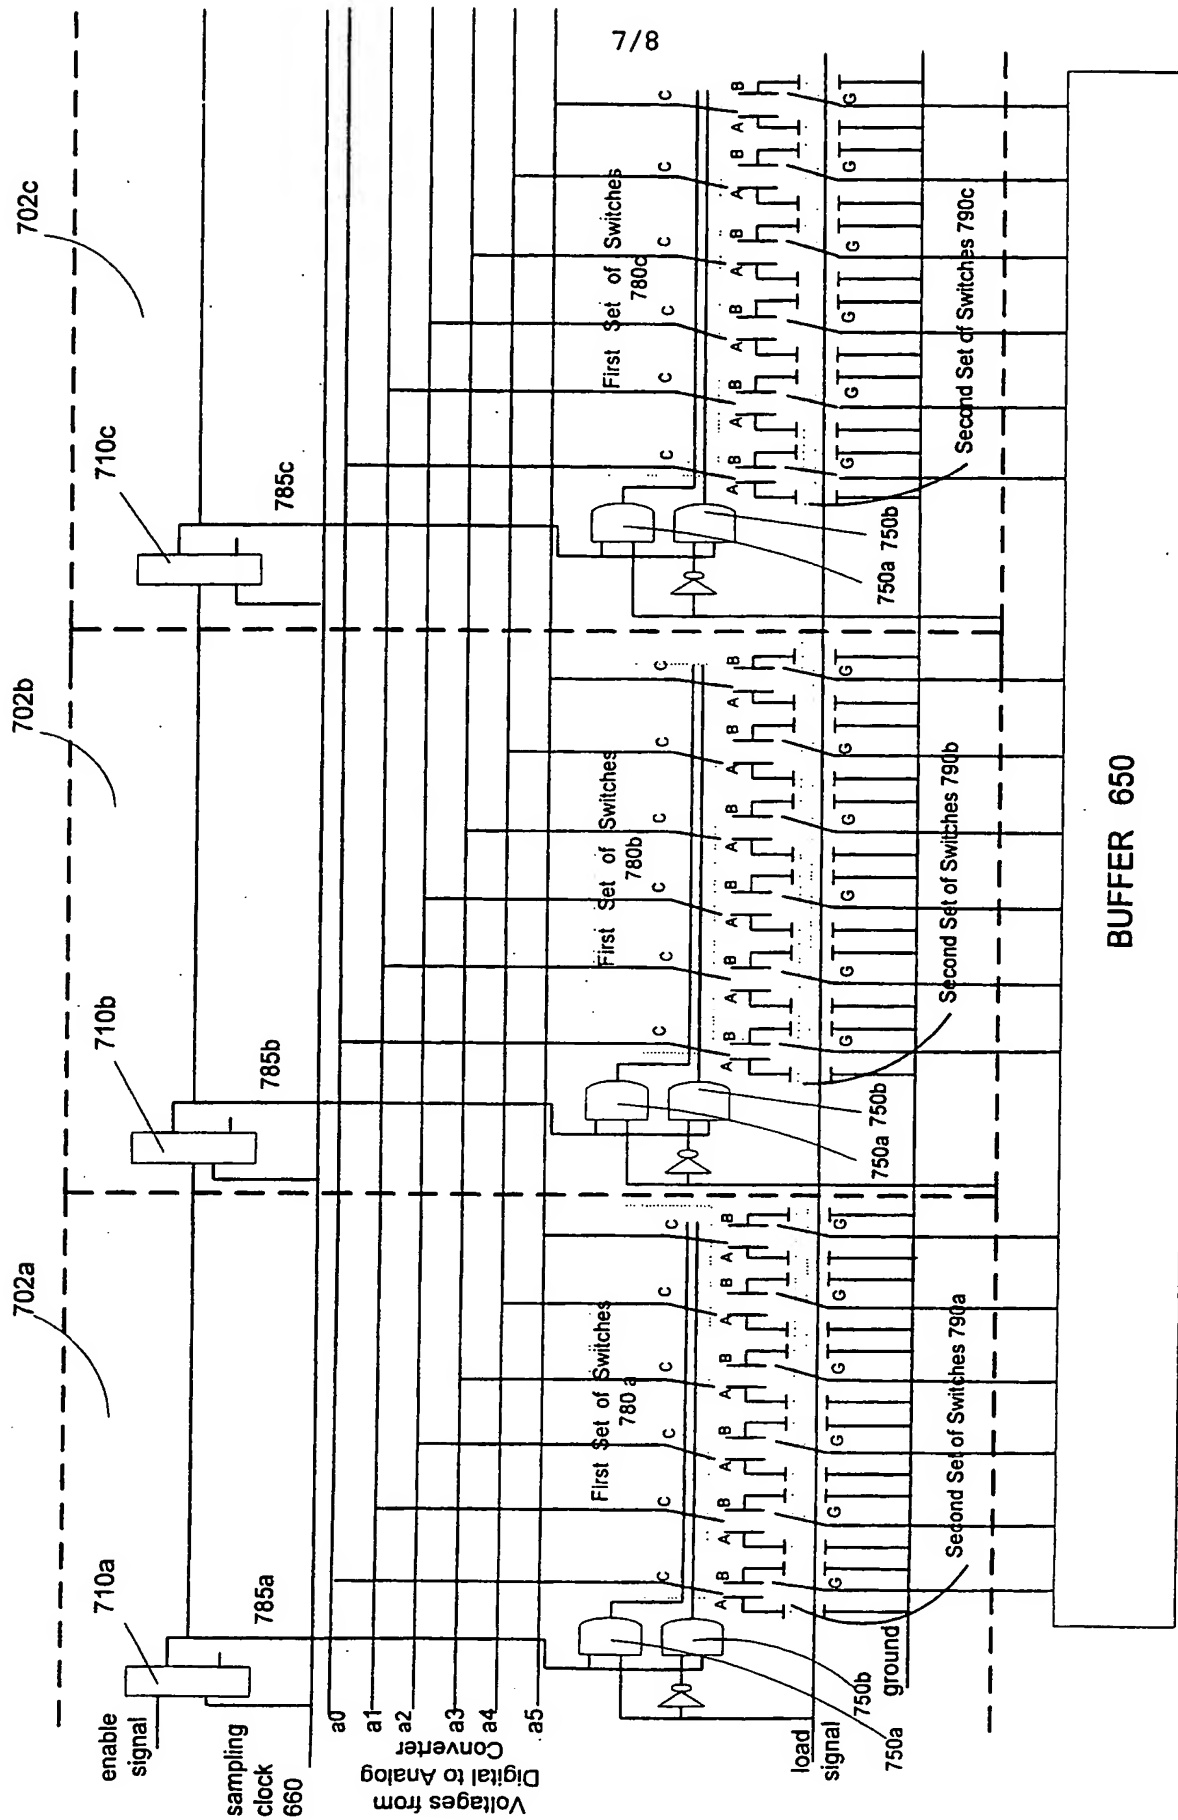 7/8
702a
702b
702c
710a
710b
710c
785a
785b
785c
enable
signal
sampling
clock
660
a0
a1
a2
a3
a4
a5
Voltages from
Digital to Analog
Converter
First Set of Switches
780 a
First Set of Switches
780b
First Set of Switches
780c
C C C C C C
C C C C C C
C C C C C C
A B A B A B A B A B A B
A B A B A B A B A B A B
A B A B A B A B A B A B
G G G G G G
G G G G G G
G G G G G G
750a
750b
750a 750b
750a 750b
load
signal
ground
Second Set of Switches 790a
Second Set of Switches 790b
Second Set of Switches 790c
BUFFER 650